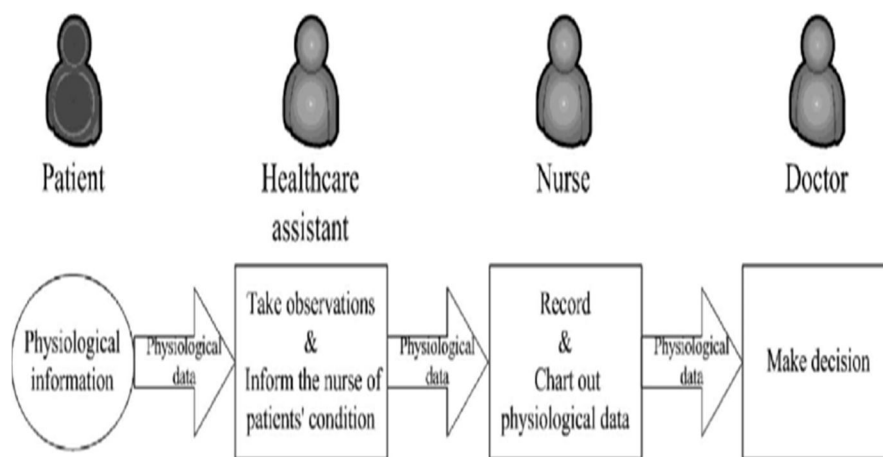 Patient
Healthcare
assistant
Nurse
Doctor
Physiological
information
Physiological
data
Take observations
&
Inform the nurse of
patients' condition
Physiological
data
Record
&
Chart out
physiological data
Physiological
data
Make decision